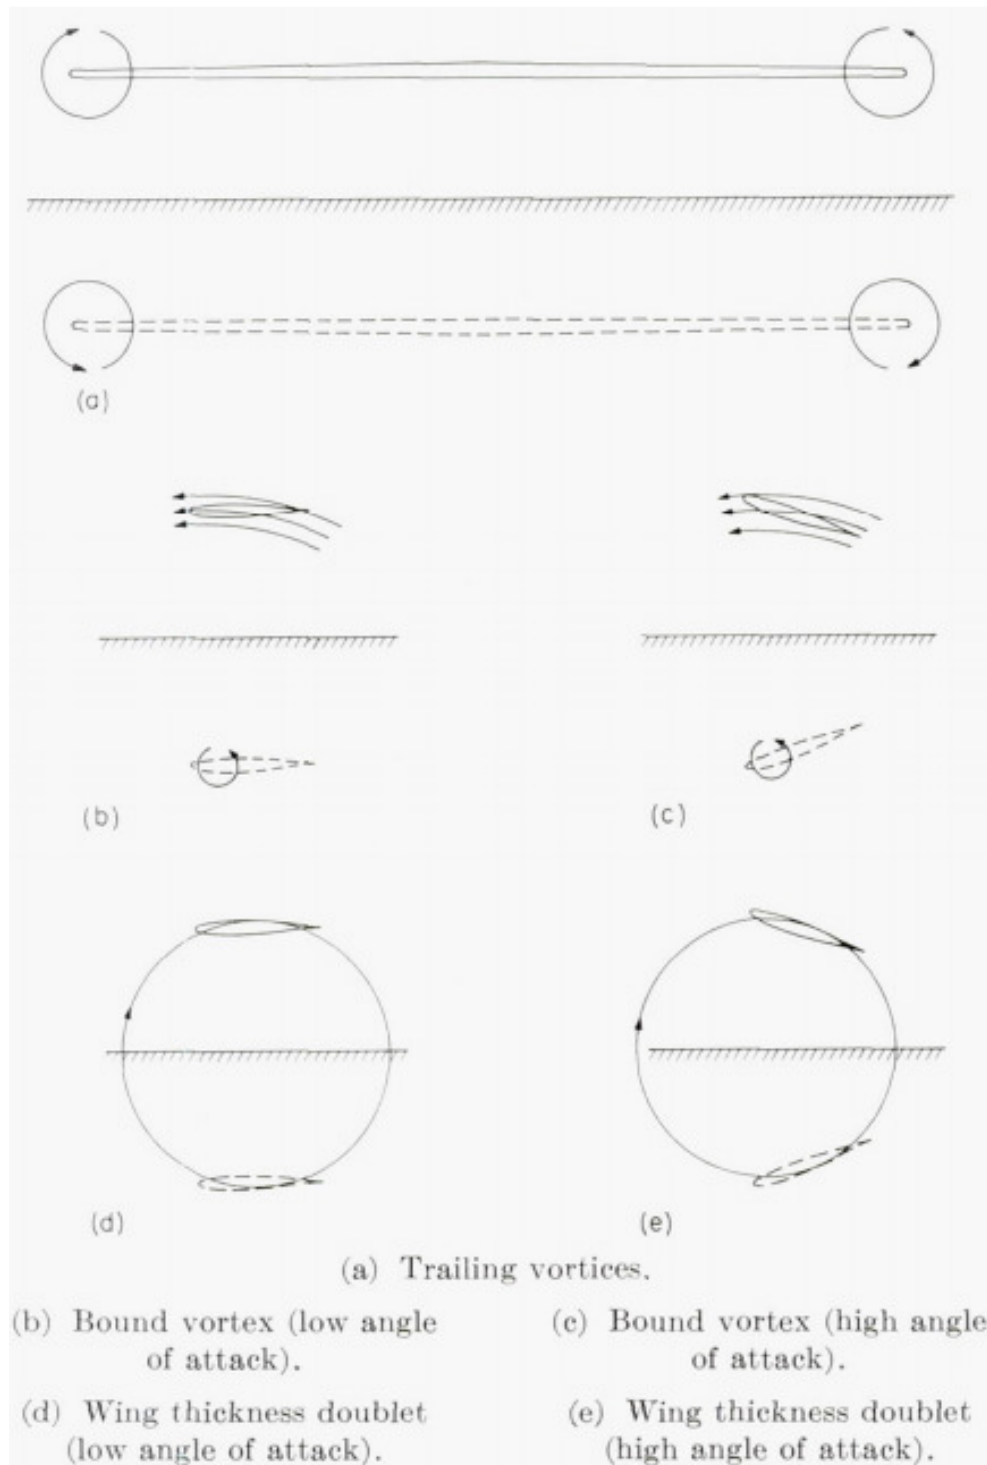 (a)
(b)
(c)
(d)
(e)
(a) Trailing vortices.
(b) Bound vortex (low angle
of attack).
(c) Bound vortex (high angle
of attack).
(d) Wing thickness doublet
(low angle of attack).
(e) Wing thickness doublet
(high angle of attack).